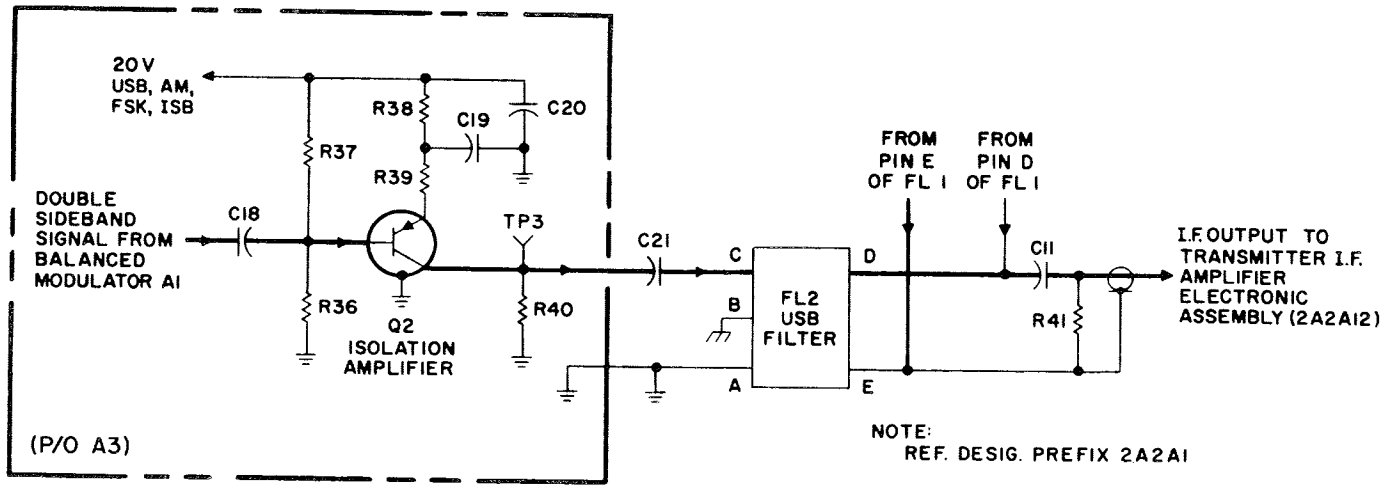 20V
USB, AM,
FSK, ISB
R38
C19
C20
R37
R39
DOUBLE
SIDEBAND
SIGNAL FROM
BALANCED
MODULATOR A1
C18
TP3
R36
Q2
ISOLATION
AMPLIFIER
R40
(P/O A3)
C21
C
B
A
FL2
USB
FILTER
D
E
FROM
PIN E
OF FL1
FROM
PIN D
OF FL1
C11
R41
I.F. OUTPUT TO
TRANSMITTER I.F.
AMPLIFIER
ELECTRONIC
ASSEMBLY (2A2A12)
NOTE:
REF. DESIG. PREFIX 2A2A1